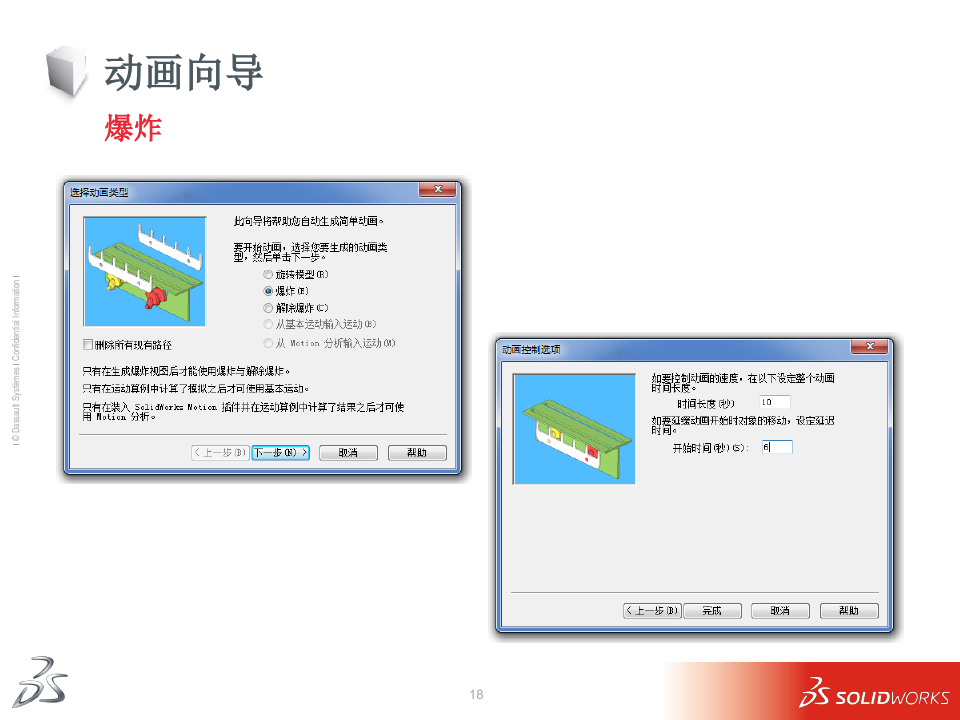 动画向导
爆炸
选择动画类型
此向导将帮助您自动生成简单动画。
要开始动画，选择您要生成的动画类
型，然后单击下一步。
旋转模型(R)
爆炸(E)
解除爆炸(C)
从基本运动输入运动(B)
从 Motion 分析输入运动(M)
删除所有现有路径
只有在生成爆炸视图后才能使用爆炸与解除爆炸。
只有在运动算例中计算了模拟之后才可使用基本运动。
只有在装入 SolidWorks Motion 插件并在运动算例中计算了结果之后才可使
用 Motion 分析。
< 上一步(B)
下一步(N) >
取消
帮助
动画控制选项
如要控制动画的速度，在以下设定整个动画
时间长度。
时间长度(秒)
10
如要延缓动画开始时对象的移动，设定延迟
时间。
开始时间(秒)(S):
6
< 上一步(B)
完成
取消
帮助
I © Dassault Systèmes I Confidential Information I
18
SOLIDWORKS